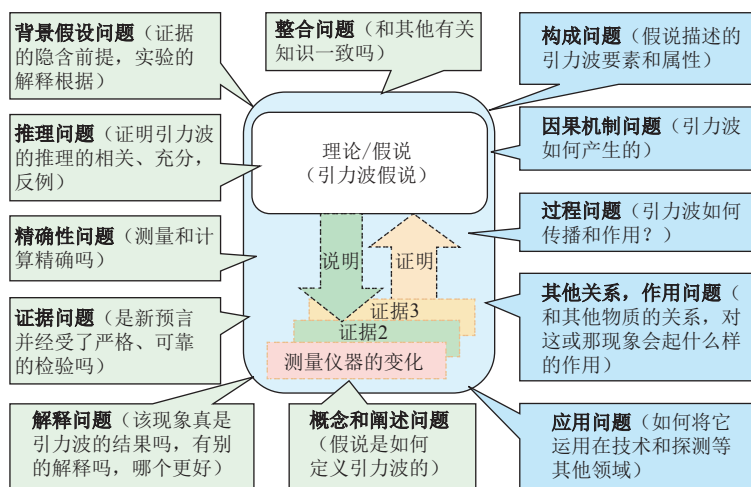 背景假设问题（证据
的隐含前提，实验的
解释根据）
整合问题（和其他有关
知识一致吗）
构成问题（假说描述的
引力波要素和属性）
推理问题（证明引力波
的推理的相关、充分，
反例）
理论/假说
（引力波假说）
因果机制问题（引力波
如何产生的）
精确性问题（测量和计
算精确吗）
说明
证明
过程问题（引力波如何
传播和作用？）
证据问题（是新预言
并经受了严格、可靠
的检验吗）
证据3
证据2
测量仪器的变化
其他关系，作用问题（
和其他物质的关系，对
这或那现象会起什么样
的作用）
解释问题（该现象真是
引力波的结果吗，有别
的解释吗，哪个更好）
概念和阐述问题
（假说是如何
定义引力波的）
应用问题（如何将它
运用在技术和探测等
其他领域）